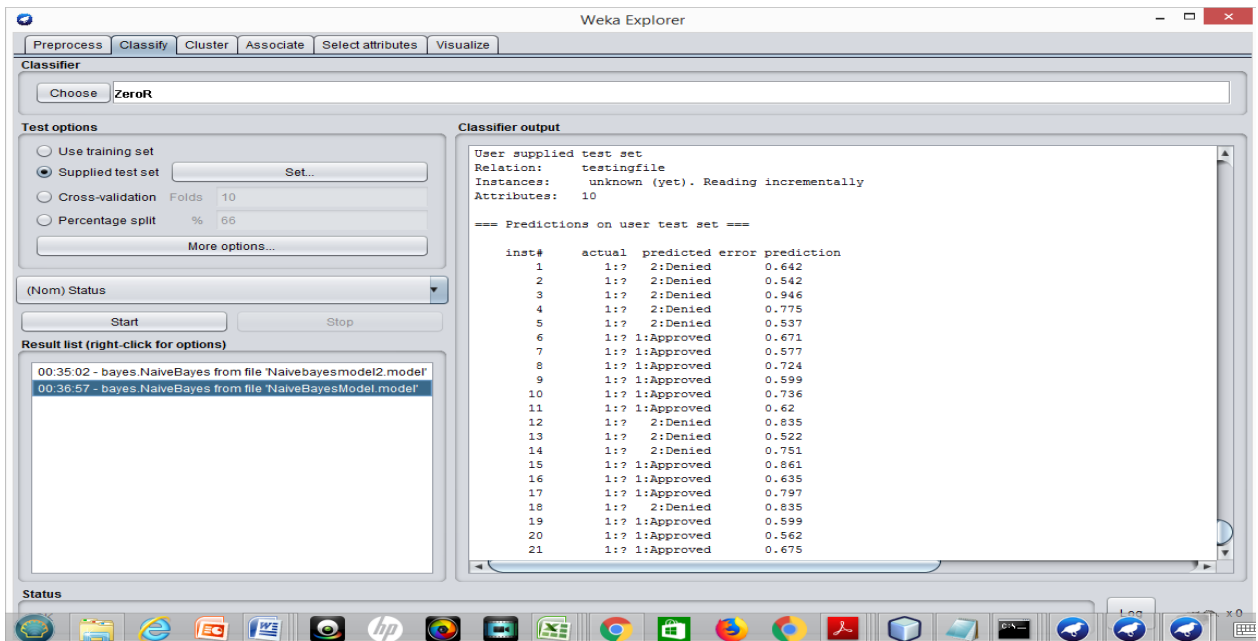 Weka Explorer
Preprocess Classify Cluster Associate Select attributes Visualize
Classifier
Choose ZeroR
Test options
Use training set
Supplied test set Set...
Cross-validation Folds 10
Percentage split % 66
More options...
(Nom) Status
Start Stop
Result list (right-click for options)
00:35:02 - bayes.NaiveBayes from file 'Naivebayesmodel2.model'
00:36:57 - bayes.NaiveBayes from file 'NaiveBayesModel.model'
Classifier output
User supplied test set
Relation: testingfile
Instances: unknown (yet). Reading incrementally
Attributes: 10
=== Predictions on user test set ===
inst# actual predicted error prediction
1 1:? 2:Denied 0.642
2 1:? 2:Denied 0.542
3 1:? 2:Denied 0.946
4 1:? 2:Denied 0.775
5 1:? 2:Denied 0.537
6 1:? 1:Approved 0.671
7 1:? 1:Approved 0.577
8 1:? 1:Approved 0.724
9 1:? 1:Approved 0.599
10 1:? 1:Approved 0.736
11 1:? 1:Approved 0.62
12 1:? 2:Denied 0.835
13 1:? 2:Denied 0.522
14 1:? 2:Denied 0.751
15 1:? 1:Approved 0.861
16 1:? 1:Approved 0.635
17 1:? 1:Approved 0.797
18 1:? 2:Denied 0.835
19 1:? 1:Approved 0.599
20 1:? 1:Approved 0.562
21 1:? 1:Approved 0.675
Status
Log x 0
hp